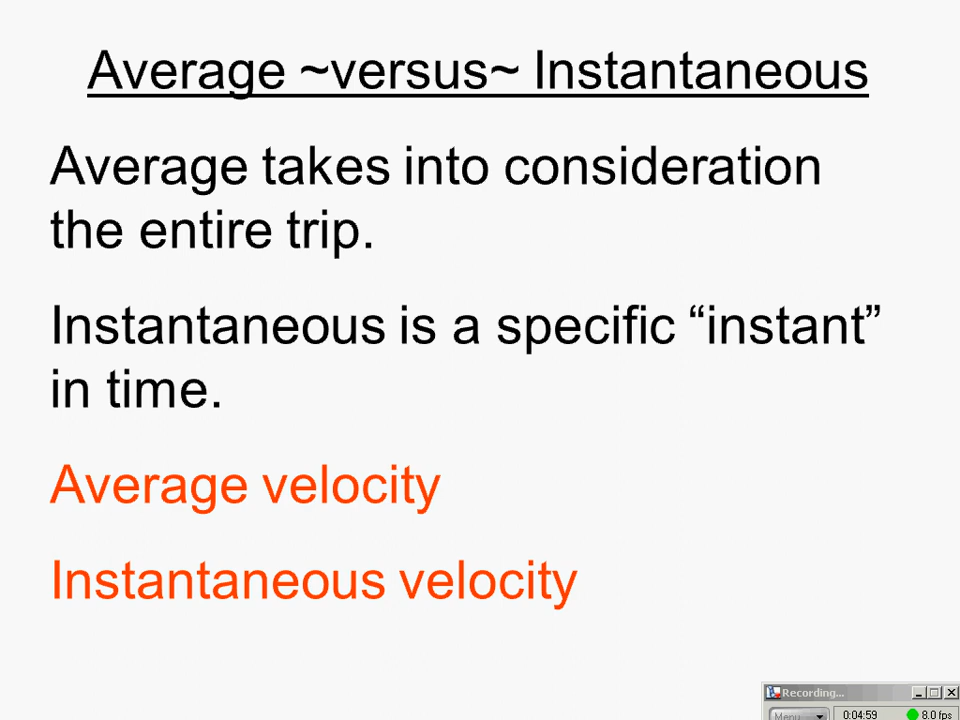 Average ~versus~ Instantaneous
Average takes into consideration
the entire trip.
Instantaneous is a specific “instant”
in time.
Average velocity
Instantaneous velocity
Recording...
Menu 0:04:59 8.0 fps